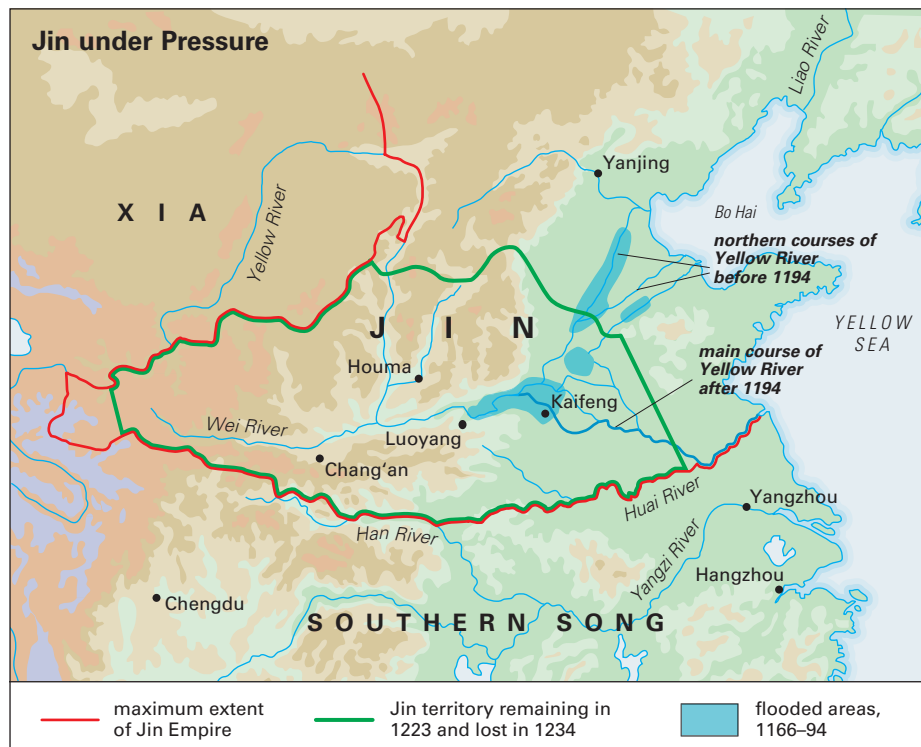 Jin under Pressure
Liao River
Yanjing
XIA
Yellow River
Bo Hai
northern courses of
Yellow River
before 1194
JIN
YELLOW
SEA
Houma
main course of
Yellow River
after 1194
Kaifeng
Wei River
Luoyang
Chang‘an
Huai River
Yangzhou
Han River
Yangzi River
Hangzhou
Chengdu
SOUTHERN SONG
maximum extent
of Jin Empire
Jin territory remaining in
1223 and lost in 1234
flooded areas,
1166–94